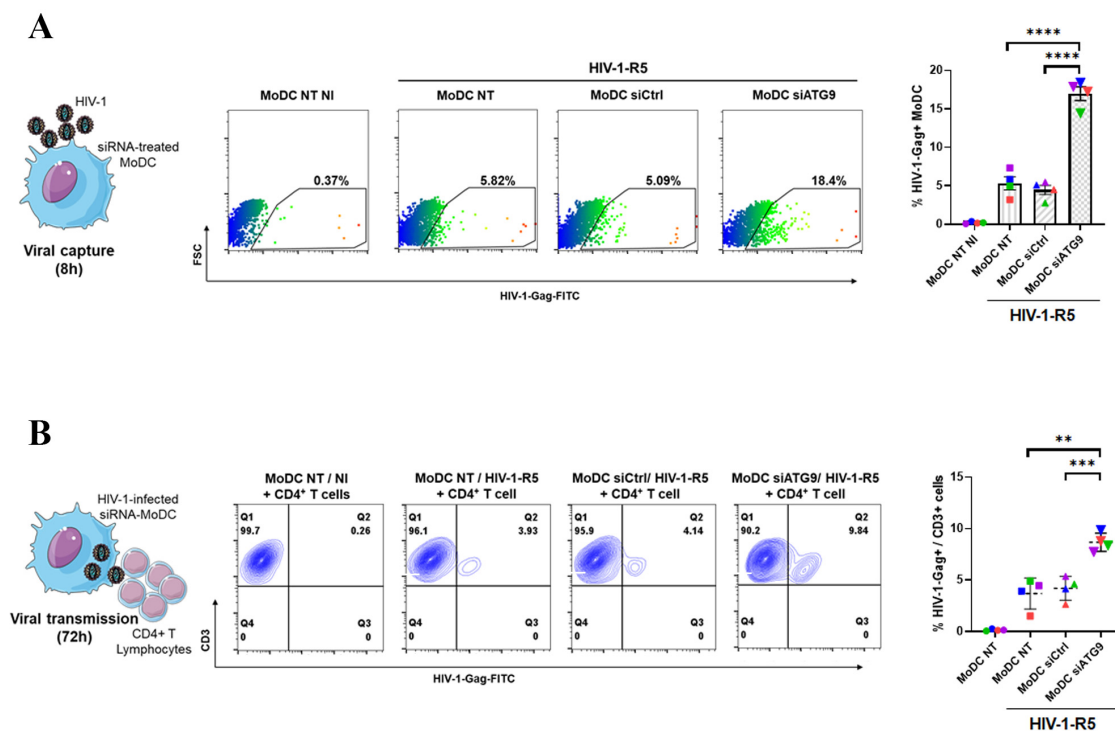 A
HIV-1
siRNA-treated
MoDC
Viral capture
(8h)
HIV-1-R5
MoDC NT NI
MoDC NT
MoDC siCtrl
MoDC siATG9
0.37%
5.82%
5.09%
18.4%
FSC
HIV-1-Gag-FITC
****
****
% HIV-1-Gag+ MoDC
20
15
10
5
0
MoDC NT NI
MoDC NT
MoDC siCtrl
MoDC siATG9
HIV-1-R5
B
HIV-1-infected
siRNA-MoDC
Viral transmission
(72h)
CD4+ T
Lymphocytes
MoDC NT / NI
+ CD4⁺ T cells
MoDC NT / HIV-1-R5
+ CD4⁺ T cell
MoDC siCtrl/ HIV-1-R5
+ CD4⁺ T cell
MoDC siATG9/ HIV-1-R5
+ CD4⁺ T cell
Q1
99.7
Q2
0.26
Q4
0
Q3
0
Q1
96.1
Q2
3.93
Q4
0
Q3
0
Q1
95.9
Q2
4.14
Q4
0
Q3
0
Q1
90.2
Q2
9.84
Q4
0
Q3
0
CD3
HIV-1-Gag-FITC
**
***
% HIV-1-Gag+ / CD3+ cells
15
10
5
0
MoDC NT
MoDC NT
MoDC siCtrl
MoDC siATG9
HIV-1-R5